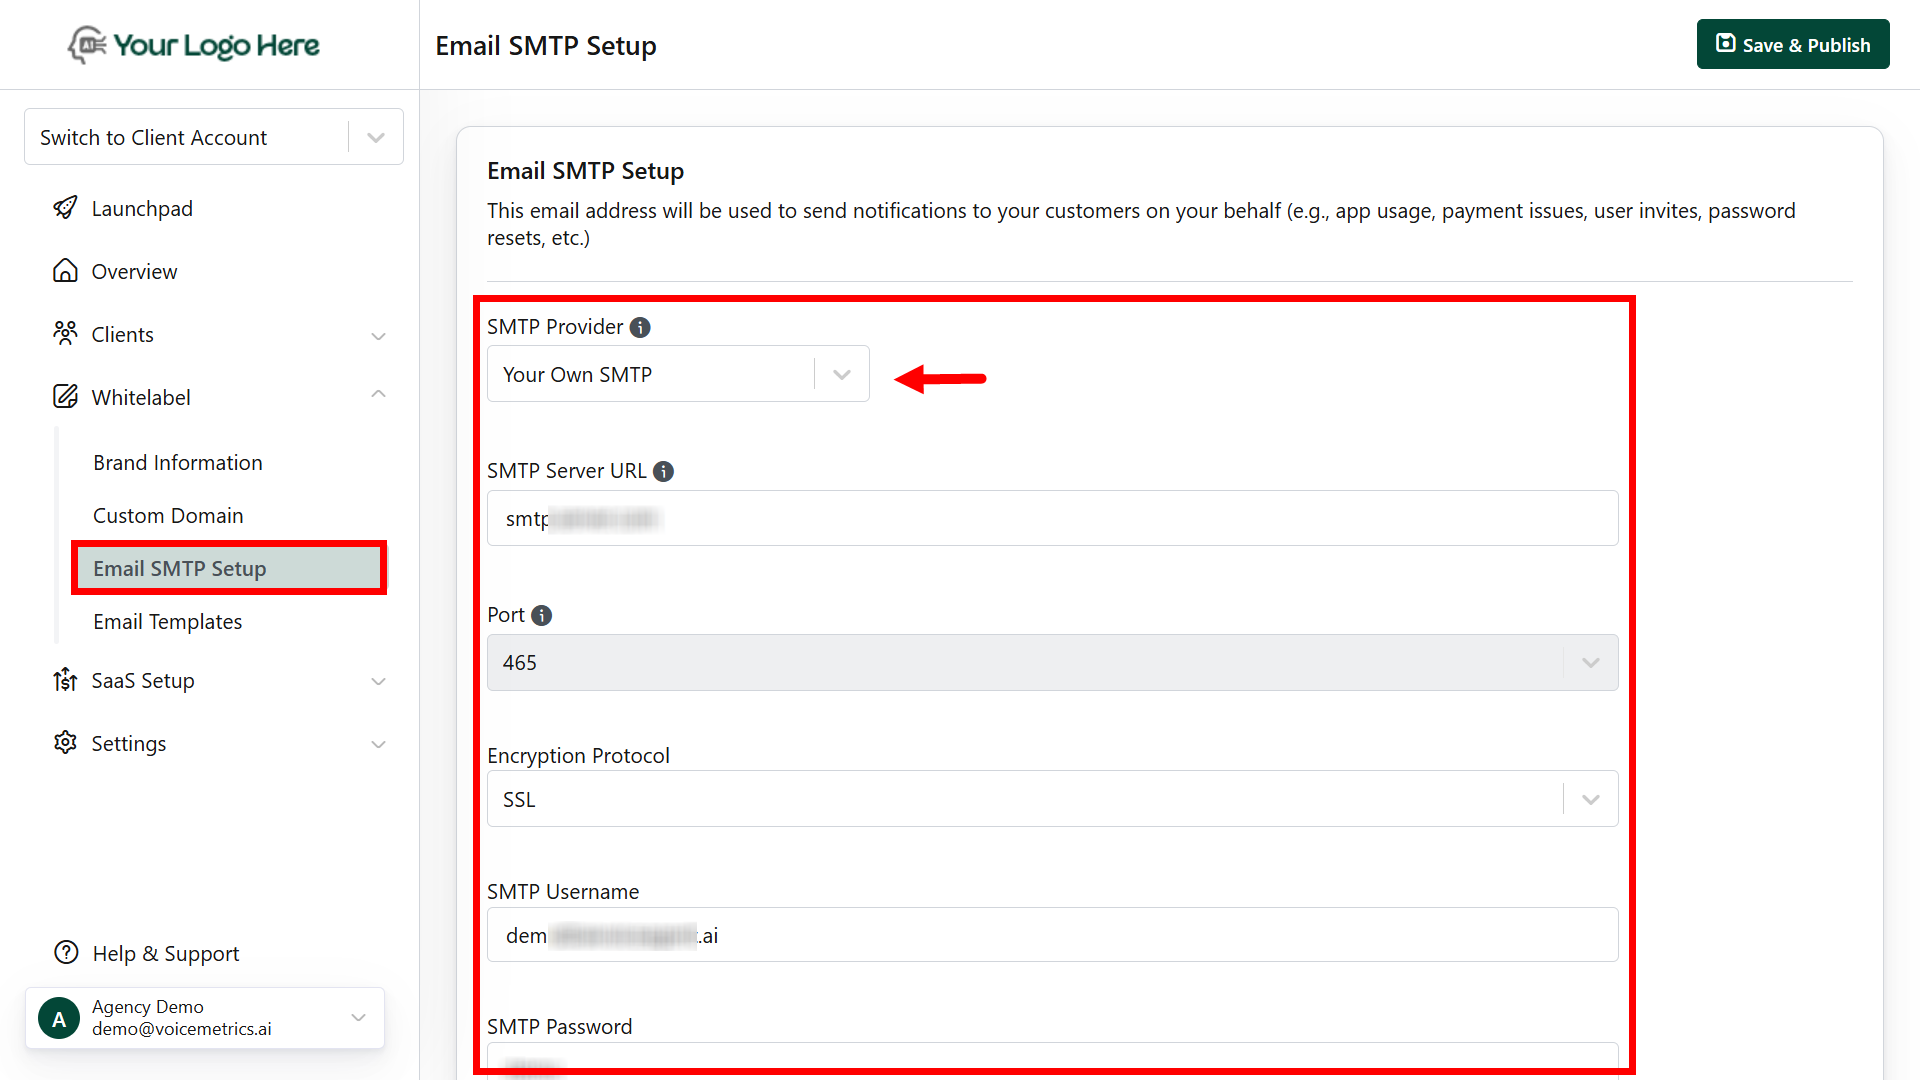 AI Your Logo Here
Email SMTP Setup
Save & Publish
Switch to Client Account
Launchpad
Overview
Clients
Whitelabel
Brand Information
Custom Domain
Email SMTP Setup
Email Templates
SaaS Setup
Settings
Help & Support
A
Agency Demo
demo@voicemetrics.ai
Email SMTP Setup
This email address will be used to send notifications to your customers on your behalf (e.g., app usage, payment issues, user invites, password
resets, etc.)
SMTP Provider
Your Own SMTP
SMTP Server URL
smtp
Port
465
Encryption Protocol
SSL
SMTP Username
dem .ai
SMTP Password